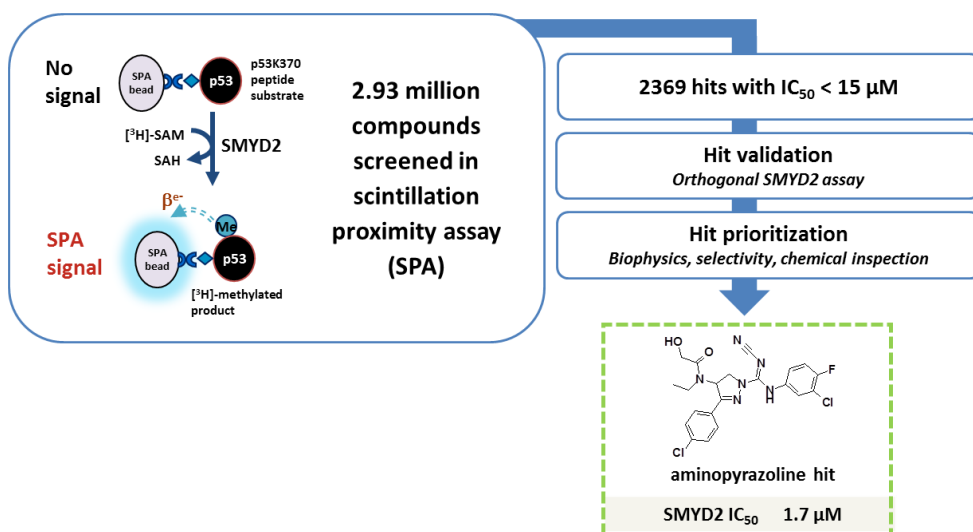 No
signal
SPA
bead
p53
p53K370
peptide
substrate
[³H]-SAM
SAH
SMYD2
βᵉ⁻
Me
SPA
signal
SPA
bead
p53
[³H]-methylated
product
2.93 million
compounds
screened in
scintillation
proximity assay
(SPA)
2369 hits with IC₅₀ < 15 µM
Hit validation
Orthogonal SMYD2 assay
Hit prioritization
Biophysics, selectivity, chemical inspection
HO
O
N
N
N
N
N
N
H
F
Cl
Cl
aminopyrazoline hit
SMYD2 IC₅₀ 1.7 µM